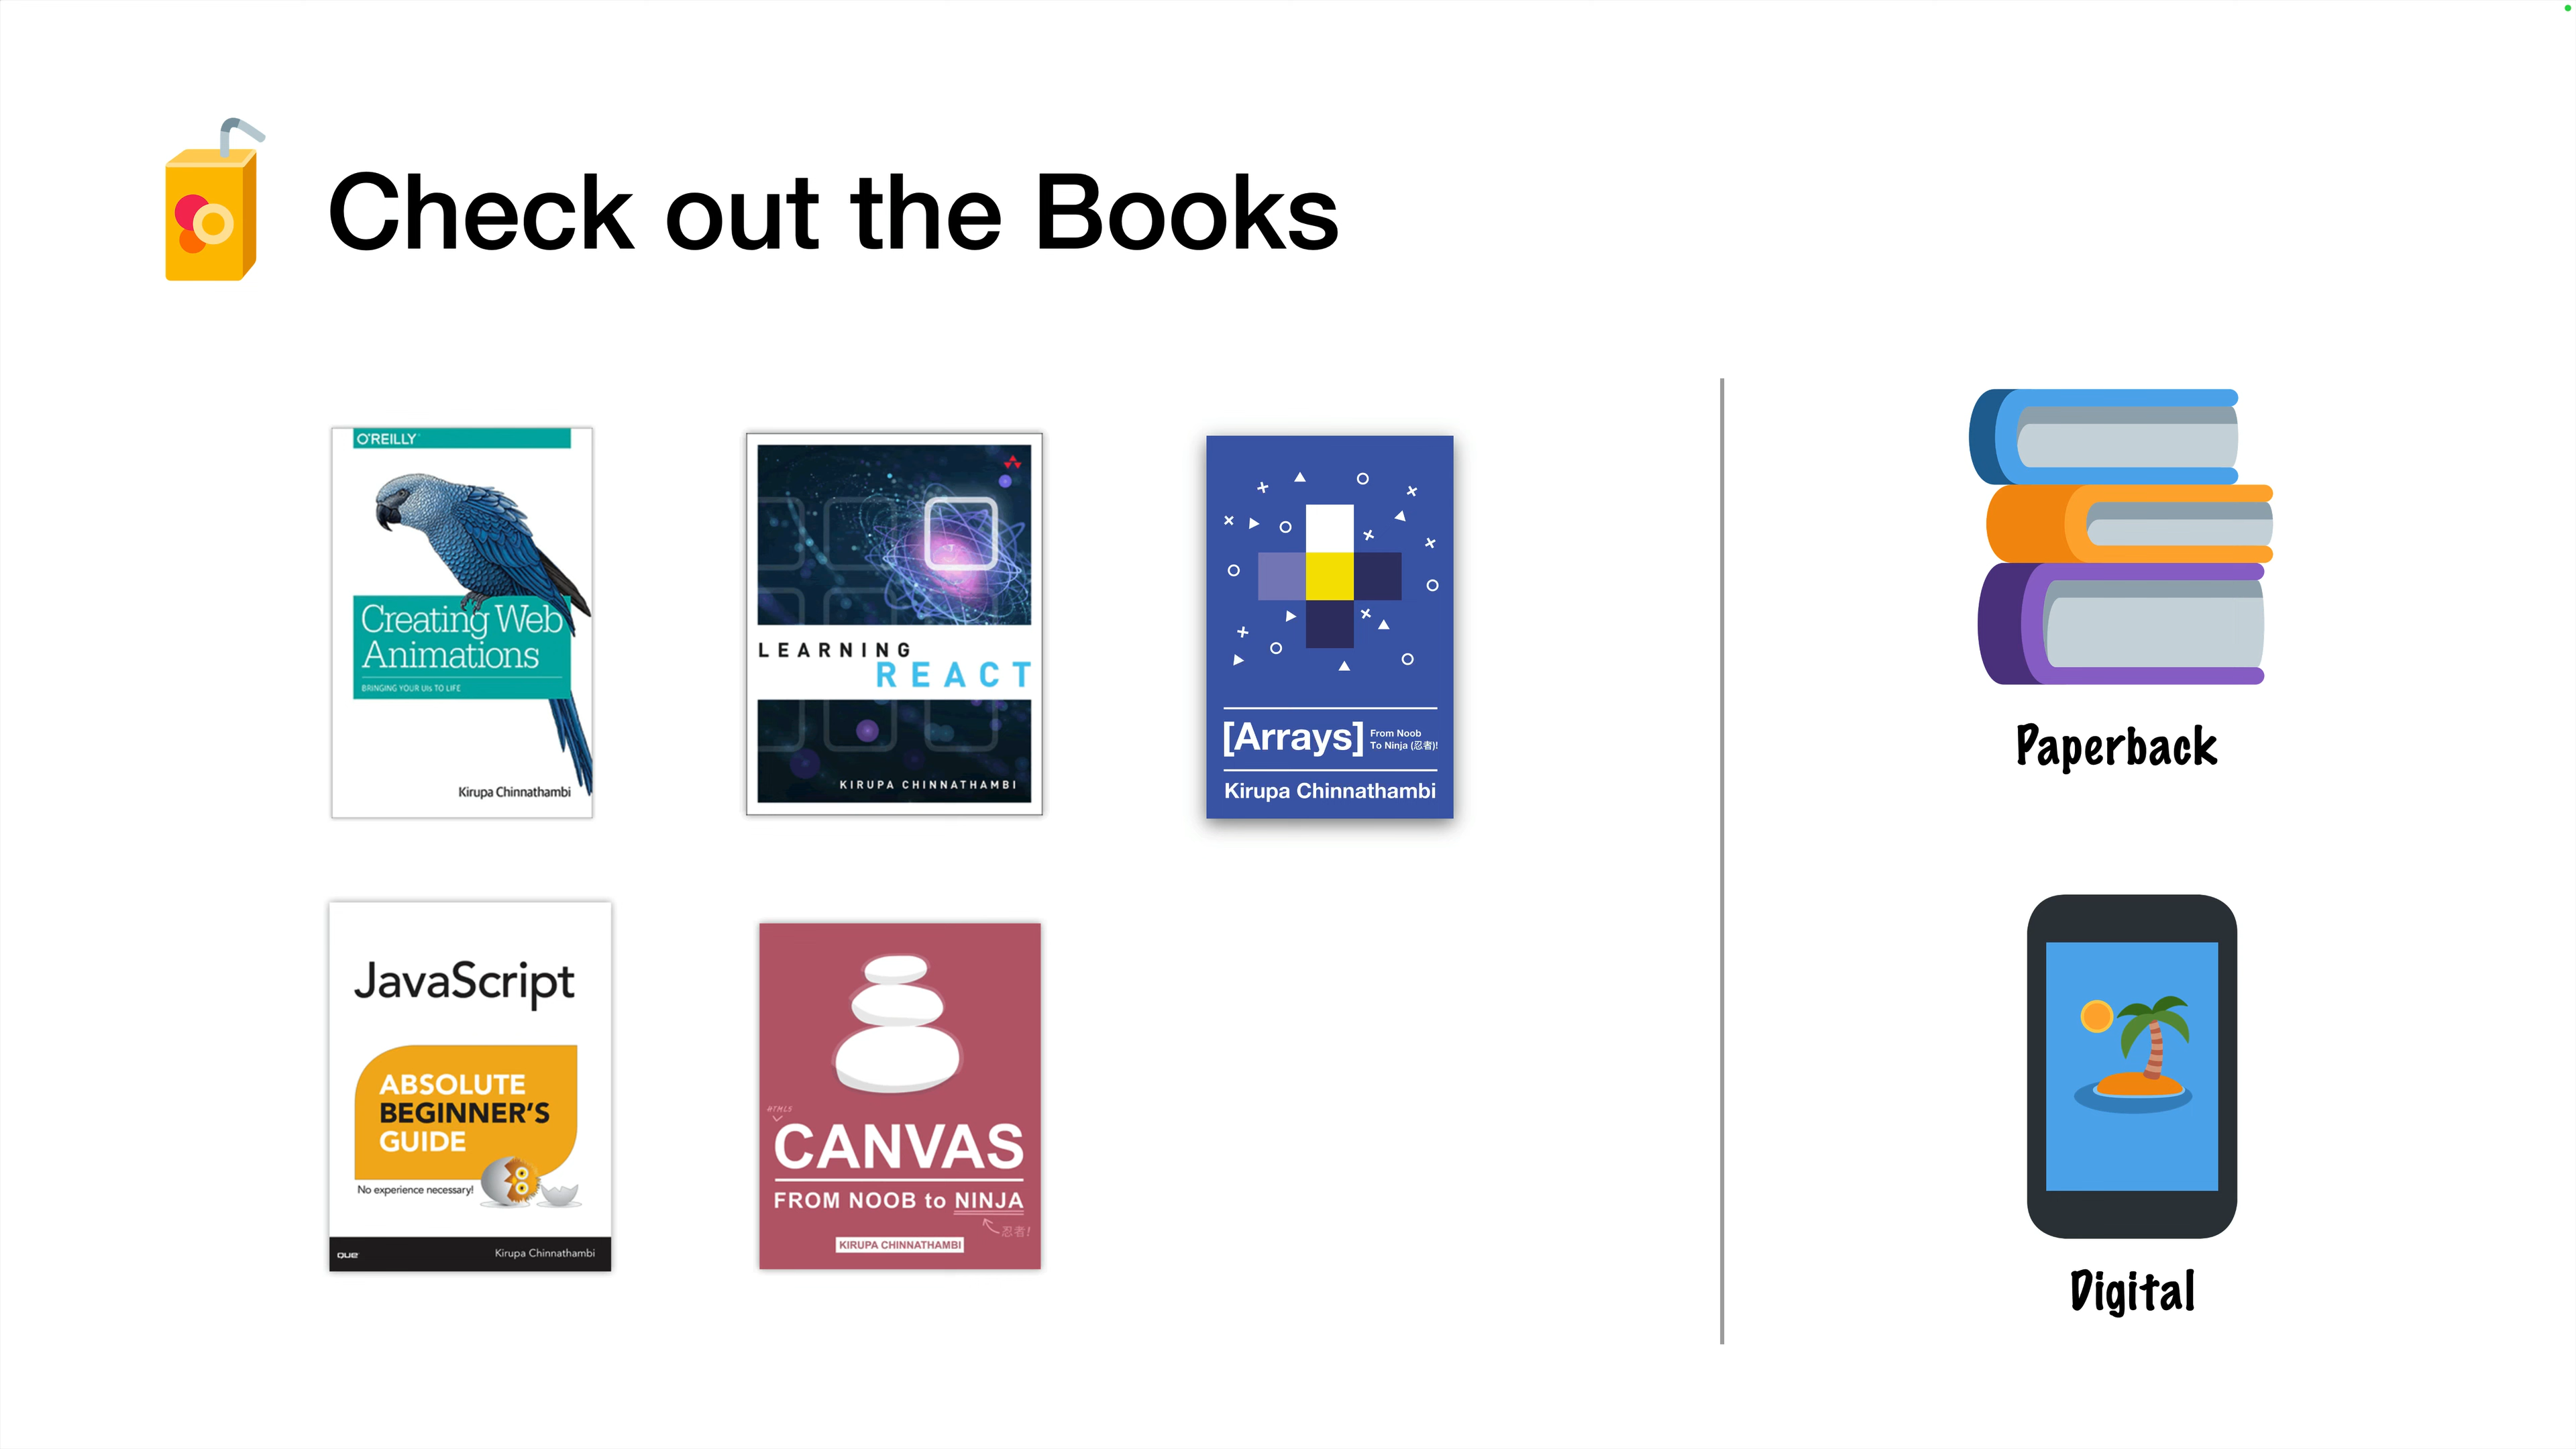 Check out the Books
O'REILLY
Creating Web
Animations
BRINGING YOUR UIs TO LIFE
Kirupa Chinnathambi
LEARNING
REACT
KIRUPA CHINNATHAMBI
[Arrays]
From Noob
To Ninja (忍者)!
Kirupa Chinnathambi
JavaScript
ABSOLUTE
BEGINNER'S
GUIDE
No experience necessary!
que
Kirupa Chinnathambi
HTML5
CANVAS
FROM NOOB to NINJA
忍者!
KIRUPA CHINNATHAMBI
Paperback
Digital